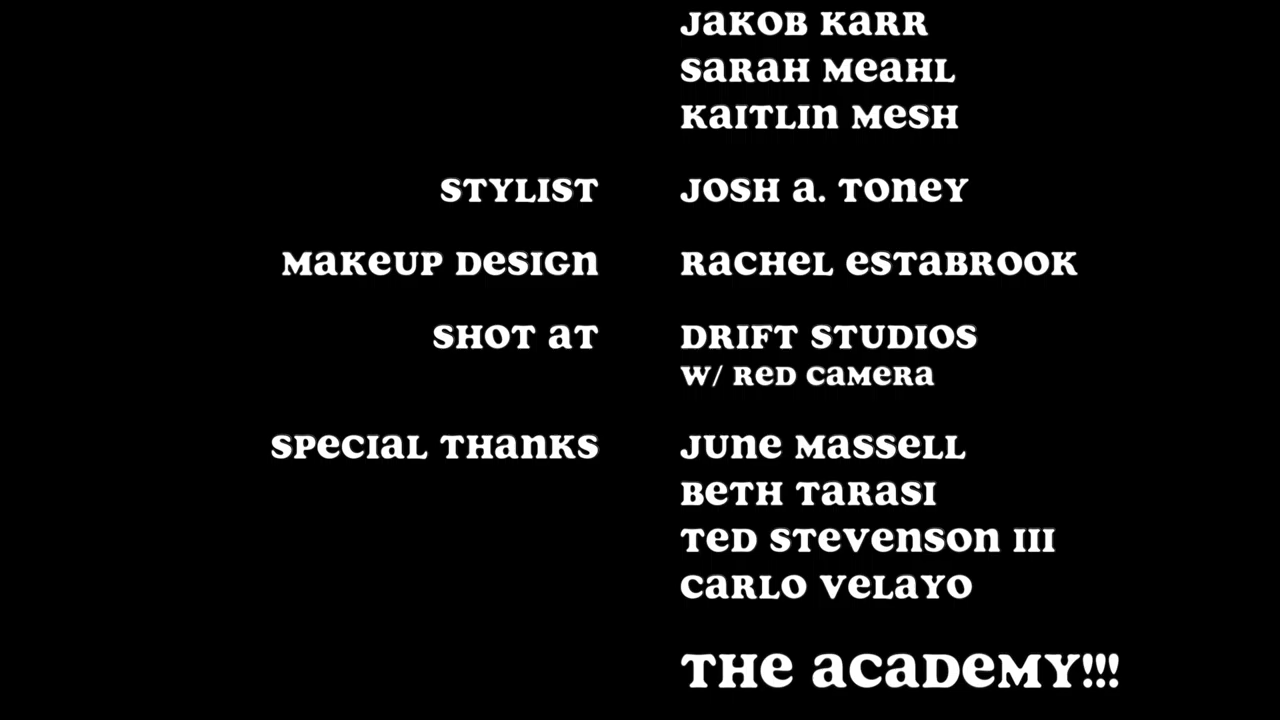 JAKOB KARR
SARAH MEAHL
KAITLIN MESH
STYLIST JOSH A. TONEY
MAKEUP DESIGN RACHEL ESTABROOK
SHOT AT DRIFT STUDIOS
W/ RED CAMERA
SPECIAL THANKS JUNE MASSELL
BETH TARASI
TED STEVENSON III
CARLO VELAYO
THE ACADEMY!!!